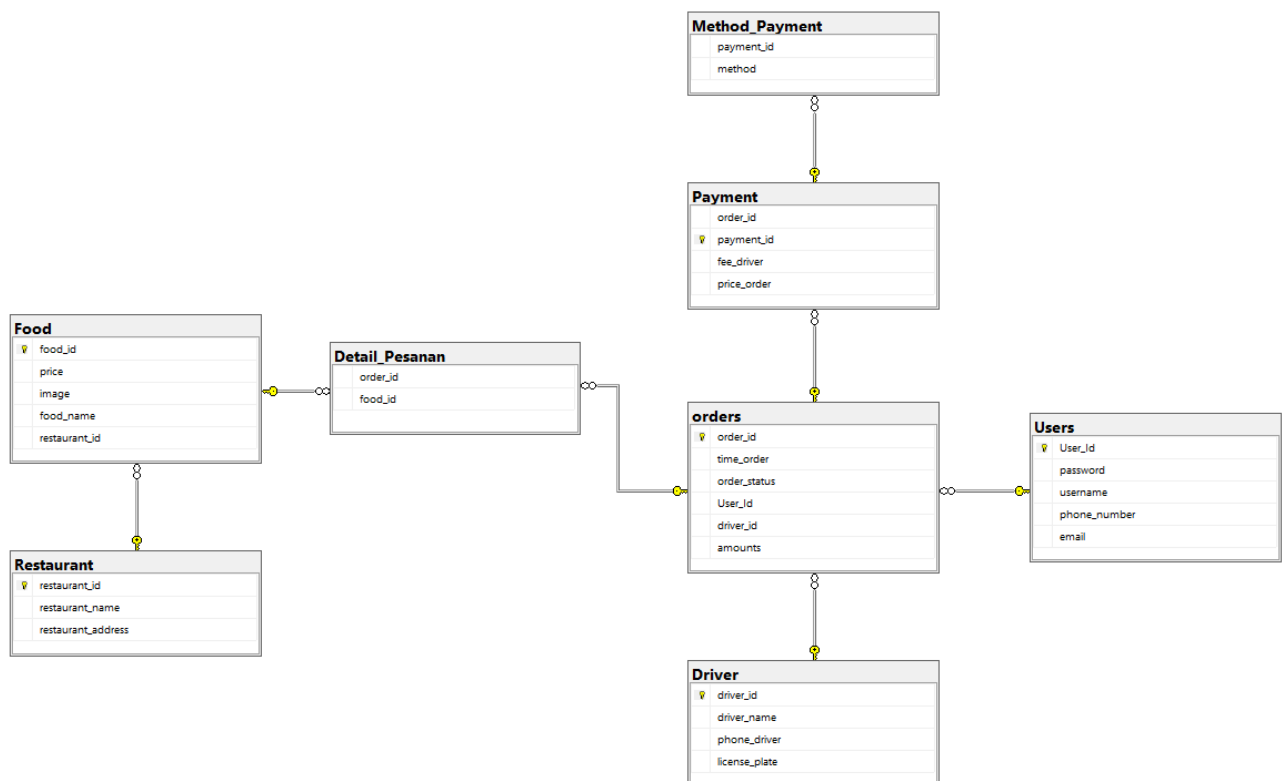 Method_Payment
payment_id
method
Payment
order_id
payment_id
fee_driver
price_order
Food
food_id
price
image
food_name
restaurant_id
Detail_Pesanan
order_id
food_id
orders
order_id
time_order
order_status
User_Id
driver_id
amounts
Users
User_Id
password
username
phone_number
email
Restaurant
restaurant_id
restaurant_name
restaurant_address
Driver
driver_id
driver_name
phone_driver
license_plate